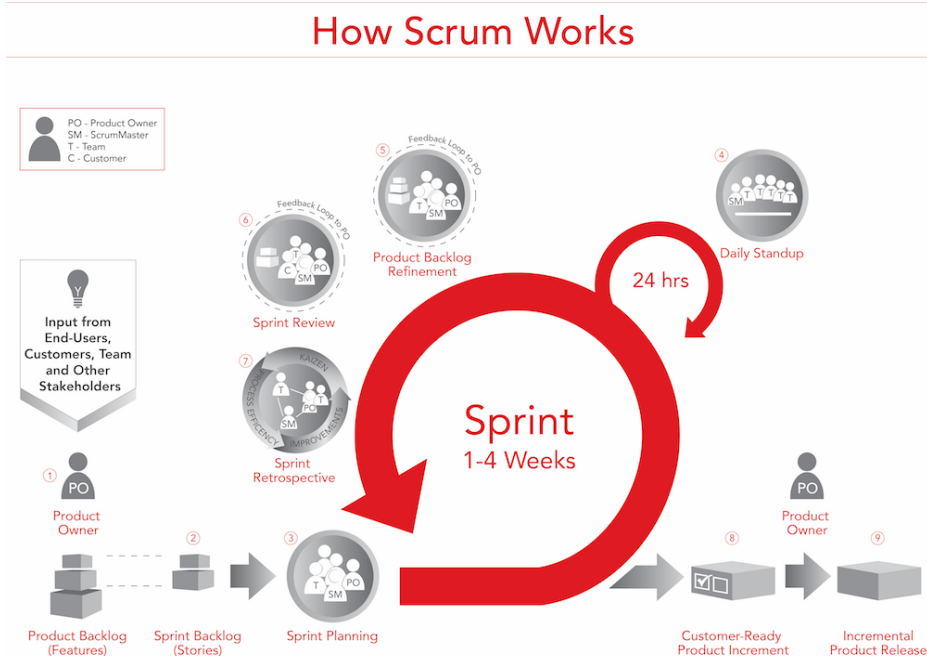 How Scrum Works
PO - Product Owner
SM - ScrumMaster
T - Team
C - Customer
Input from
End-Users,
Customers, Team
and Other
Stakeholders
1
PO
Product
Owner
Product Backlog
(Features)
2
Sprint Backlog
(Stories)
3
T
SM
PO
Sprint Planning
4
SM
T
T
T
T
T
Daily Standup
24 hrs
5
Feedback Loop to PO
T
SM
PO
Product Backlog
Refinement
6
Feedback Loop to PO
T
C
SM
PO
Sprint Review
7
KAIZEN
PROCESS EFFICENCY
IMPROVEMENTS
T
SM
PO
T
Sprint
Retrospective
Sprint
1-4 Weeks
8
Customer-Ready
Product Increment
PO
Product
Owner
9
Incremental
Product Release